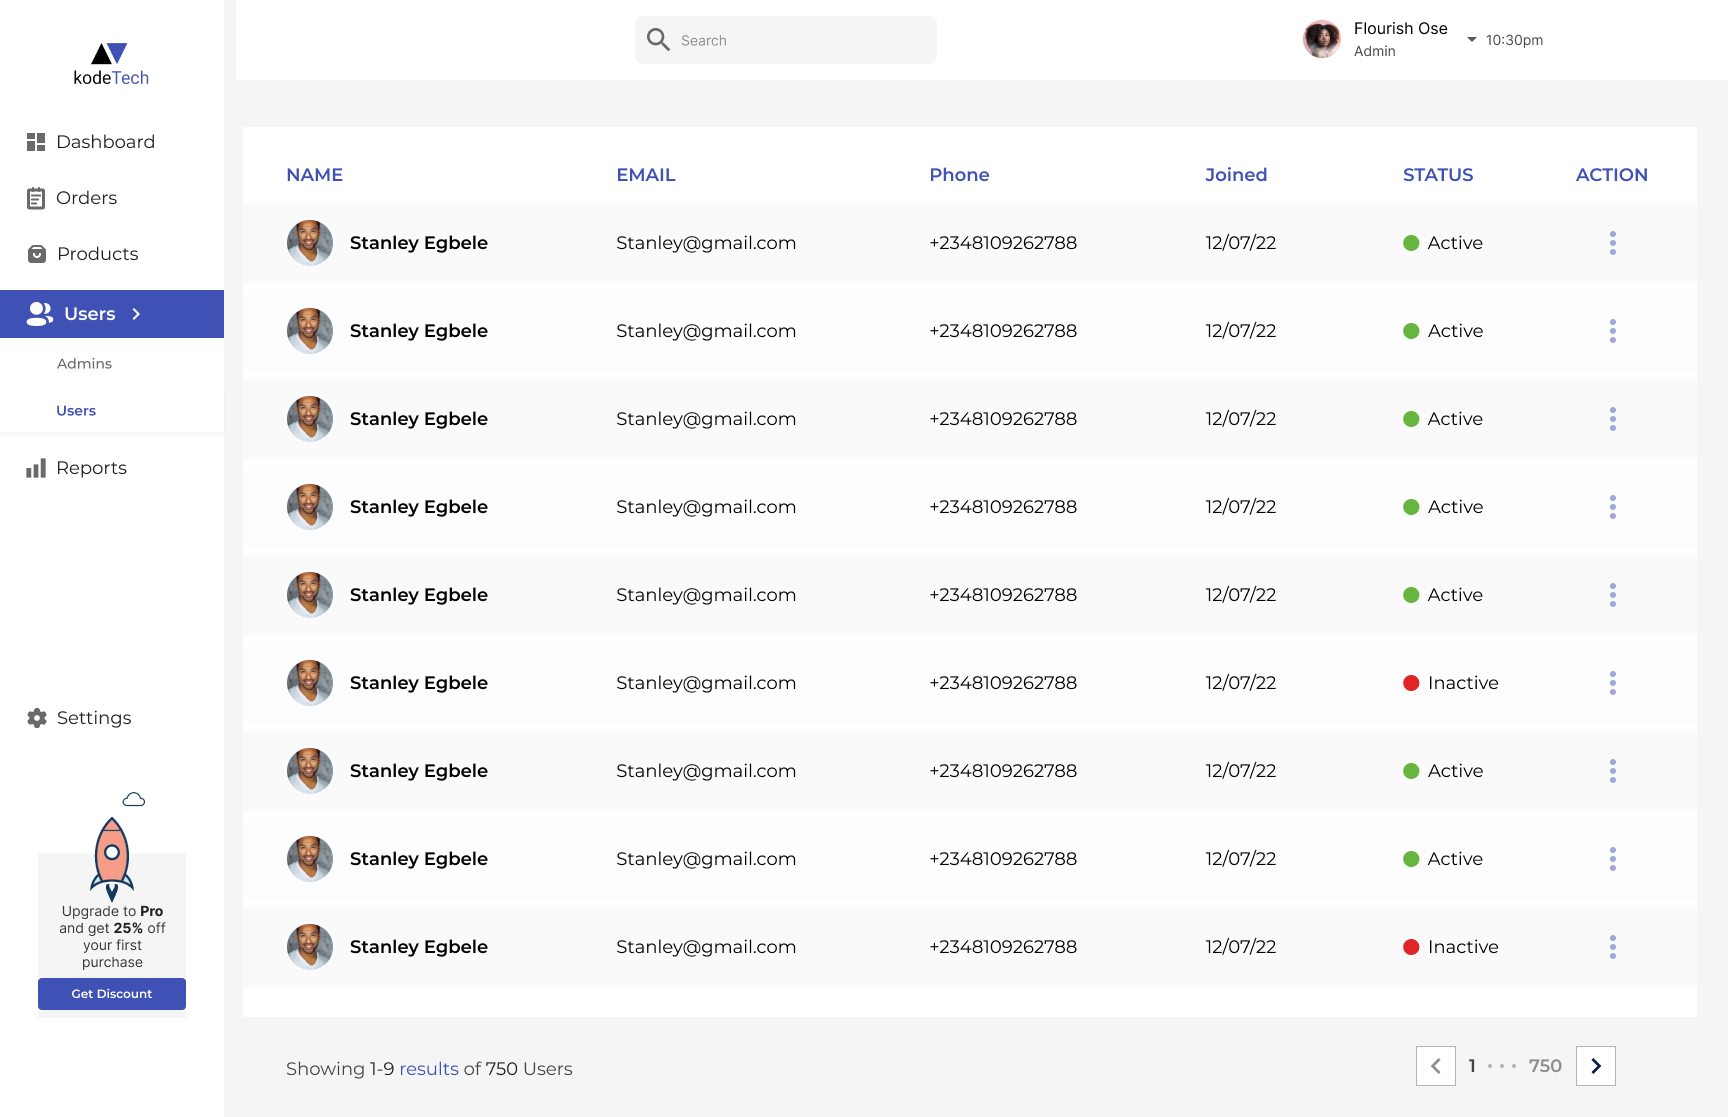 kodeTech
Search
Flourish Ose
Admin
10:30pm
Dashboard
Orders
Products
Users
Admins
Users
Reports
Settings
Upgrade to Pro
and get 25% off
your first
purchase
Get Discount
NAME EMAIL Phone Joined STATUS ACTION
Stanley Egbele Stanley@gmail.com +2348109262788 12/07/22 Active
Stanley Egbele Stanley@gmail.com +2348109262788 12/07/22 Active
Stanley Egbele Stanley@gmail.com +2348109262788 12/07/22 Active
Stanley Egbele Stanley@gmail.com +2348109262788 12/07/22 Active
Stanley Egbele Stanley@gmail.com +2348109262788 12/07/22 Active
Stanley Egbele Stanley@gmail.com +2348109262788 12/07/22 Inactive
Stanley Egbele Stanley@gmail.com +2348109262788 12/07/22 Active
Stanley Egbele Stanley@gmail.com +2348109262788 12/07/22 Active
Stanley Egbele Stanley@gmail.com +2348109262788 12/07/22 Inactive
Showing 1-9 results of 750 Users
1 ... 750